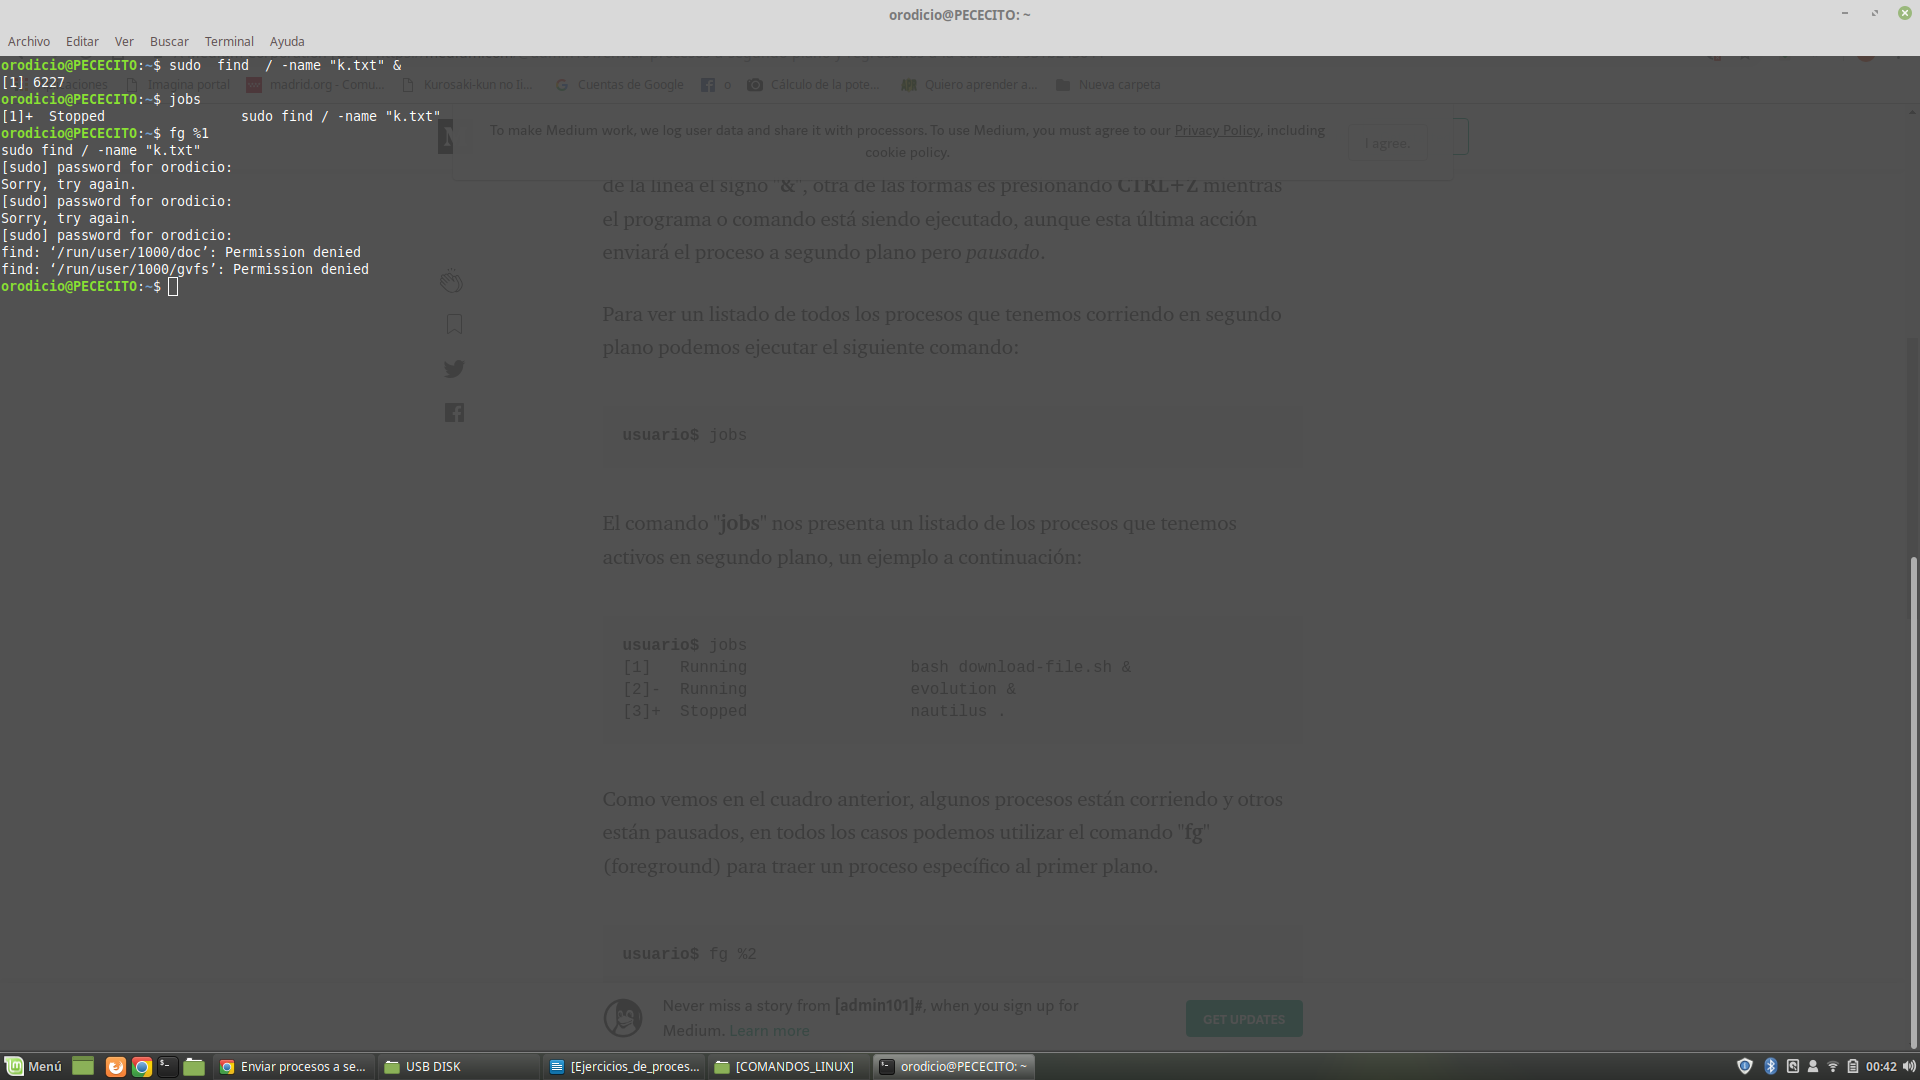 orodicio@PECECITO: ~
Archivo Editar Ver Buscar Terminal Ayuda
orodicio@PECECITO:~$ sudo  find  / -name "k.txt" &
[1] 6227
Imagina portal madrid.org - Comu... Kurosaki-kun no li... Cuentas de Google o Cálculo de la pote... Quiero aprender a... Nueva carpeta
orodicio@PECECITO:~$ jobs
[1]+  Stopped                 sudo find / -name "k.txt"
orodicio@PECECITO:~$ fg %1
sudo find / -name "k.txt"
[sudo] password for orodicio:
Sorry, try again.
[sudo] password for orodicio:
Sorry, try again.
[sudo] password for orodicio:
find: ‘/run/user/1000/doc’: Permission denied
find: ‘/run/user/1000/gvfs’: Permission denied
orodicio@PECECITO:~$
To make Medium work, we log user data and share it with processors. To use Medium, you must agree to our Privacy Policy, including
cookie policy.
I agree.
de la línea el signo "&", otra de las formas es presionando CTRL+Z mientras
el programa o comando está siendo ejecutado, aunque esta última acción
enviará el proceso a segundo plano pero pausado.
Para ver un listado de todos los procesos que tenemos corriendo en segundo
plano podemos ejecutar el siguiente comando:
usuario$ jobs
El comando "jobs" nos presenta un listado de los procesos que tenemos
activos en segundo plano, un ejemplo a continuación:
usuario$ jobs
[1]   Running                 bash download-file.sh &
[2]-  Running                 evolution &
[3]+  Stopped                 nautilus .
Como vemos en el cuadro anterior, algunos procesos están corriendo y otros
están pausados, en todos los casos podemos utilizar el comando "fg"
(foreground) para traer un proceso específico al primer plano.
usuario$ fg %2
Never miss a story from [admin101]#, when you sign up for
Medium. Learn more
GET UPDATES
Menú Enviar procesos a se... USB DISK [Ejercicios_de_proces... [COMANDOS_LINUX] orodicio@PECECITO: ~ 00:42